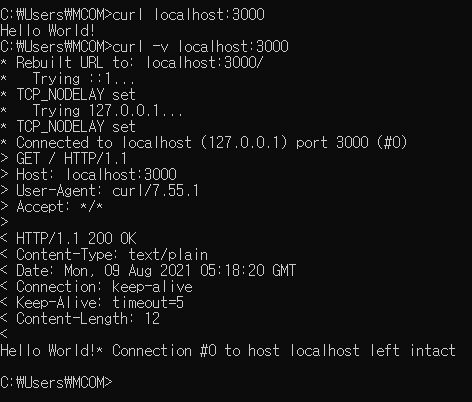 C:₩Users₩MCOM>curl localhost:3000
Hello World!
C:₩Users₩MCOM>curl -v localhost:3000
* Rebuilt URL to: localhost:3000/
*   Trying ::1...
* TCP_NODELAY set
*   Trying 127.0.0.1...
* TCP_NODELAY set
* Connected to localhost (127.0.0.1) port 3000 (#0)
> GET / HTTP/1.1
> Host: localhost:3000
> User-Agent: curl/7.55.1
> Accept: */*
>
< HTTP/1.1 200 OK
< Content-Type: text/plain
< Date: Mon, 09 Aug 2021 05:18:20 GMT
< Connection: keep-alive
< Keep-Alive: timeout=5
< Content-Length: 12
<
Hello World!* Connection #0 to host localhost left intact
C:₩Users₩MCOM>